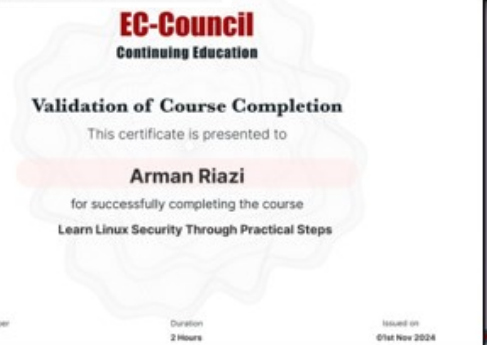 EC-Council
Continuing Education
Validation of Course Completion
This certificate is presented to
Arman Riazi
for successfully completing the course
Learn Linux Security Through Practical Steps
Duration
Issued on
2 Hours
01st Nov 2024